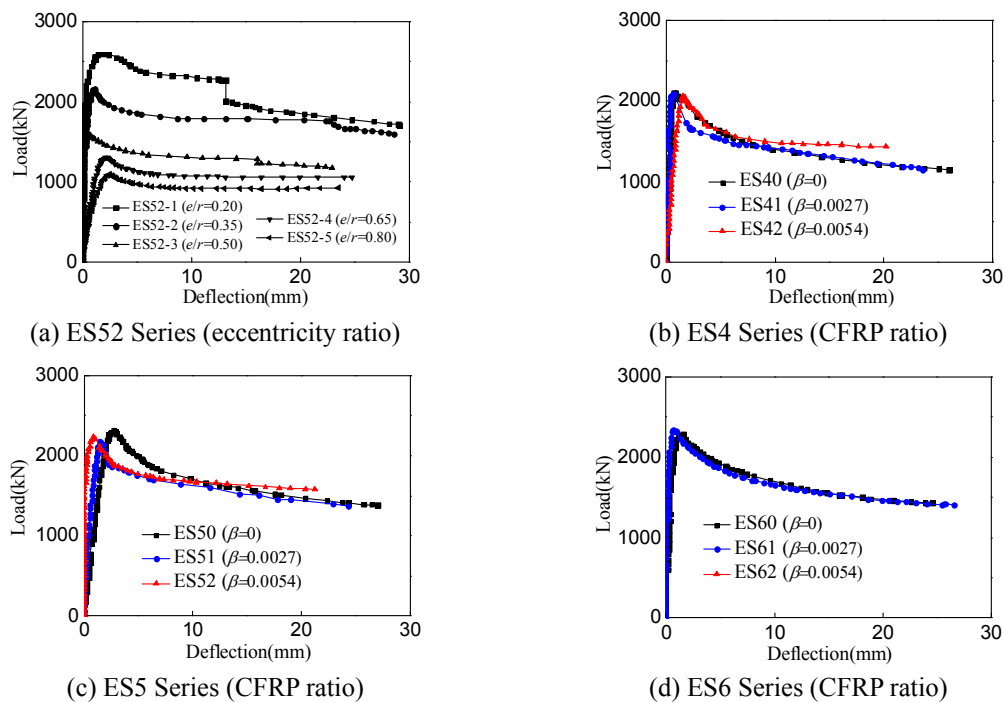 3000
2000
1000
0
Load(kN)
0 10 20 30
Deflection(mm)
ES52-1 (e/r=0.20)
ES52-2 (e/r=0.35)
ES52-3 (e/r=0.50)
ES52-4 (e/r=0.65)
ES52-5 (e/r=0.80)
(a) ES52 Series (eccentricity ratio)
3000
2000
1000
0
Load(kN)
0 10 20 30
Deflection(mm)
ES40 (β=0)
ES41 (β=0.0027)
ES42 (β=0.0054)
(b) ES4 Series (CFRP ratio)
3000
2000
1000
0
Load(kN)
0 10 20 30
Deflection(mm)
ES50 (β=0)
ES51 (β=0.0027)
ES52 (β=0.0054)
(c) ES5 Series (CFRP ratio)
3000
2000
1000
0
Load(kN)
0 10 20 30
Deflection(mm)
ES60 (β=0)
ES61 (β=0.0027)
ES62 (β=0.0054)
(d) ES6 Series (CFRP ratio)